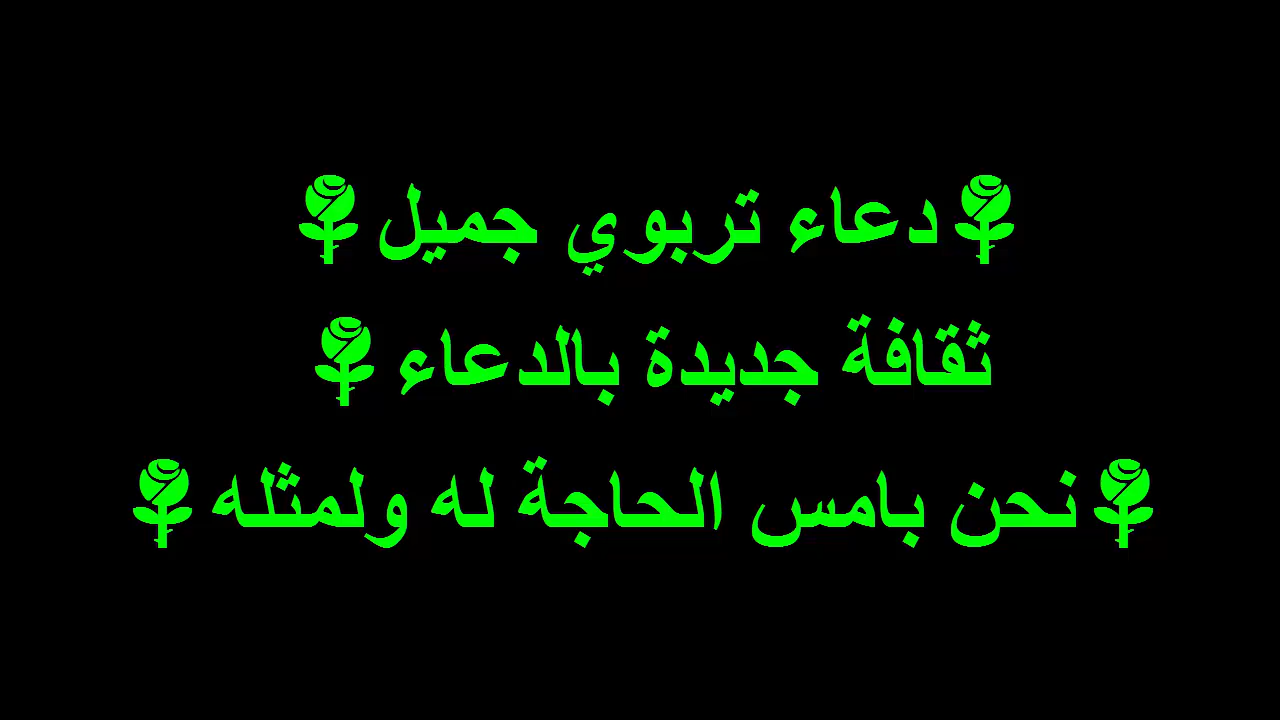 🌹دعاء تربوي جميل🌹
ثقافة جديدة بالدعاء🌹
🌹نحن بامس الحاجة له ولمثله🌹